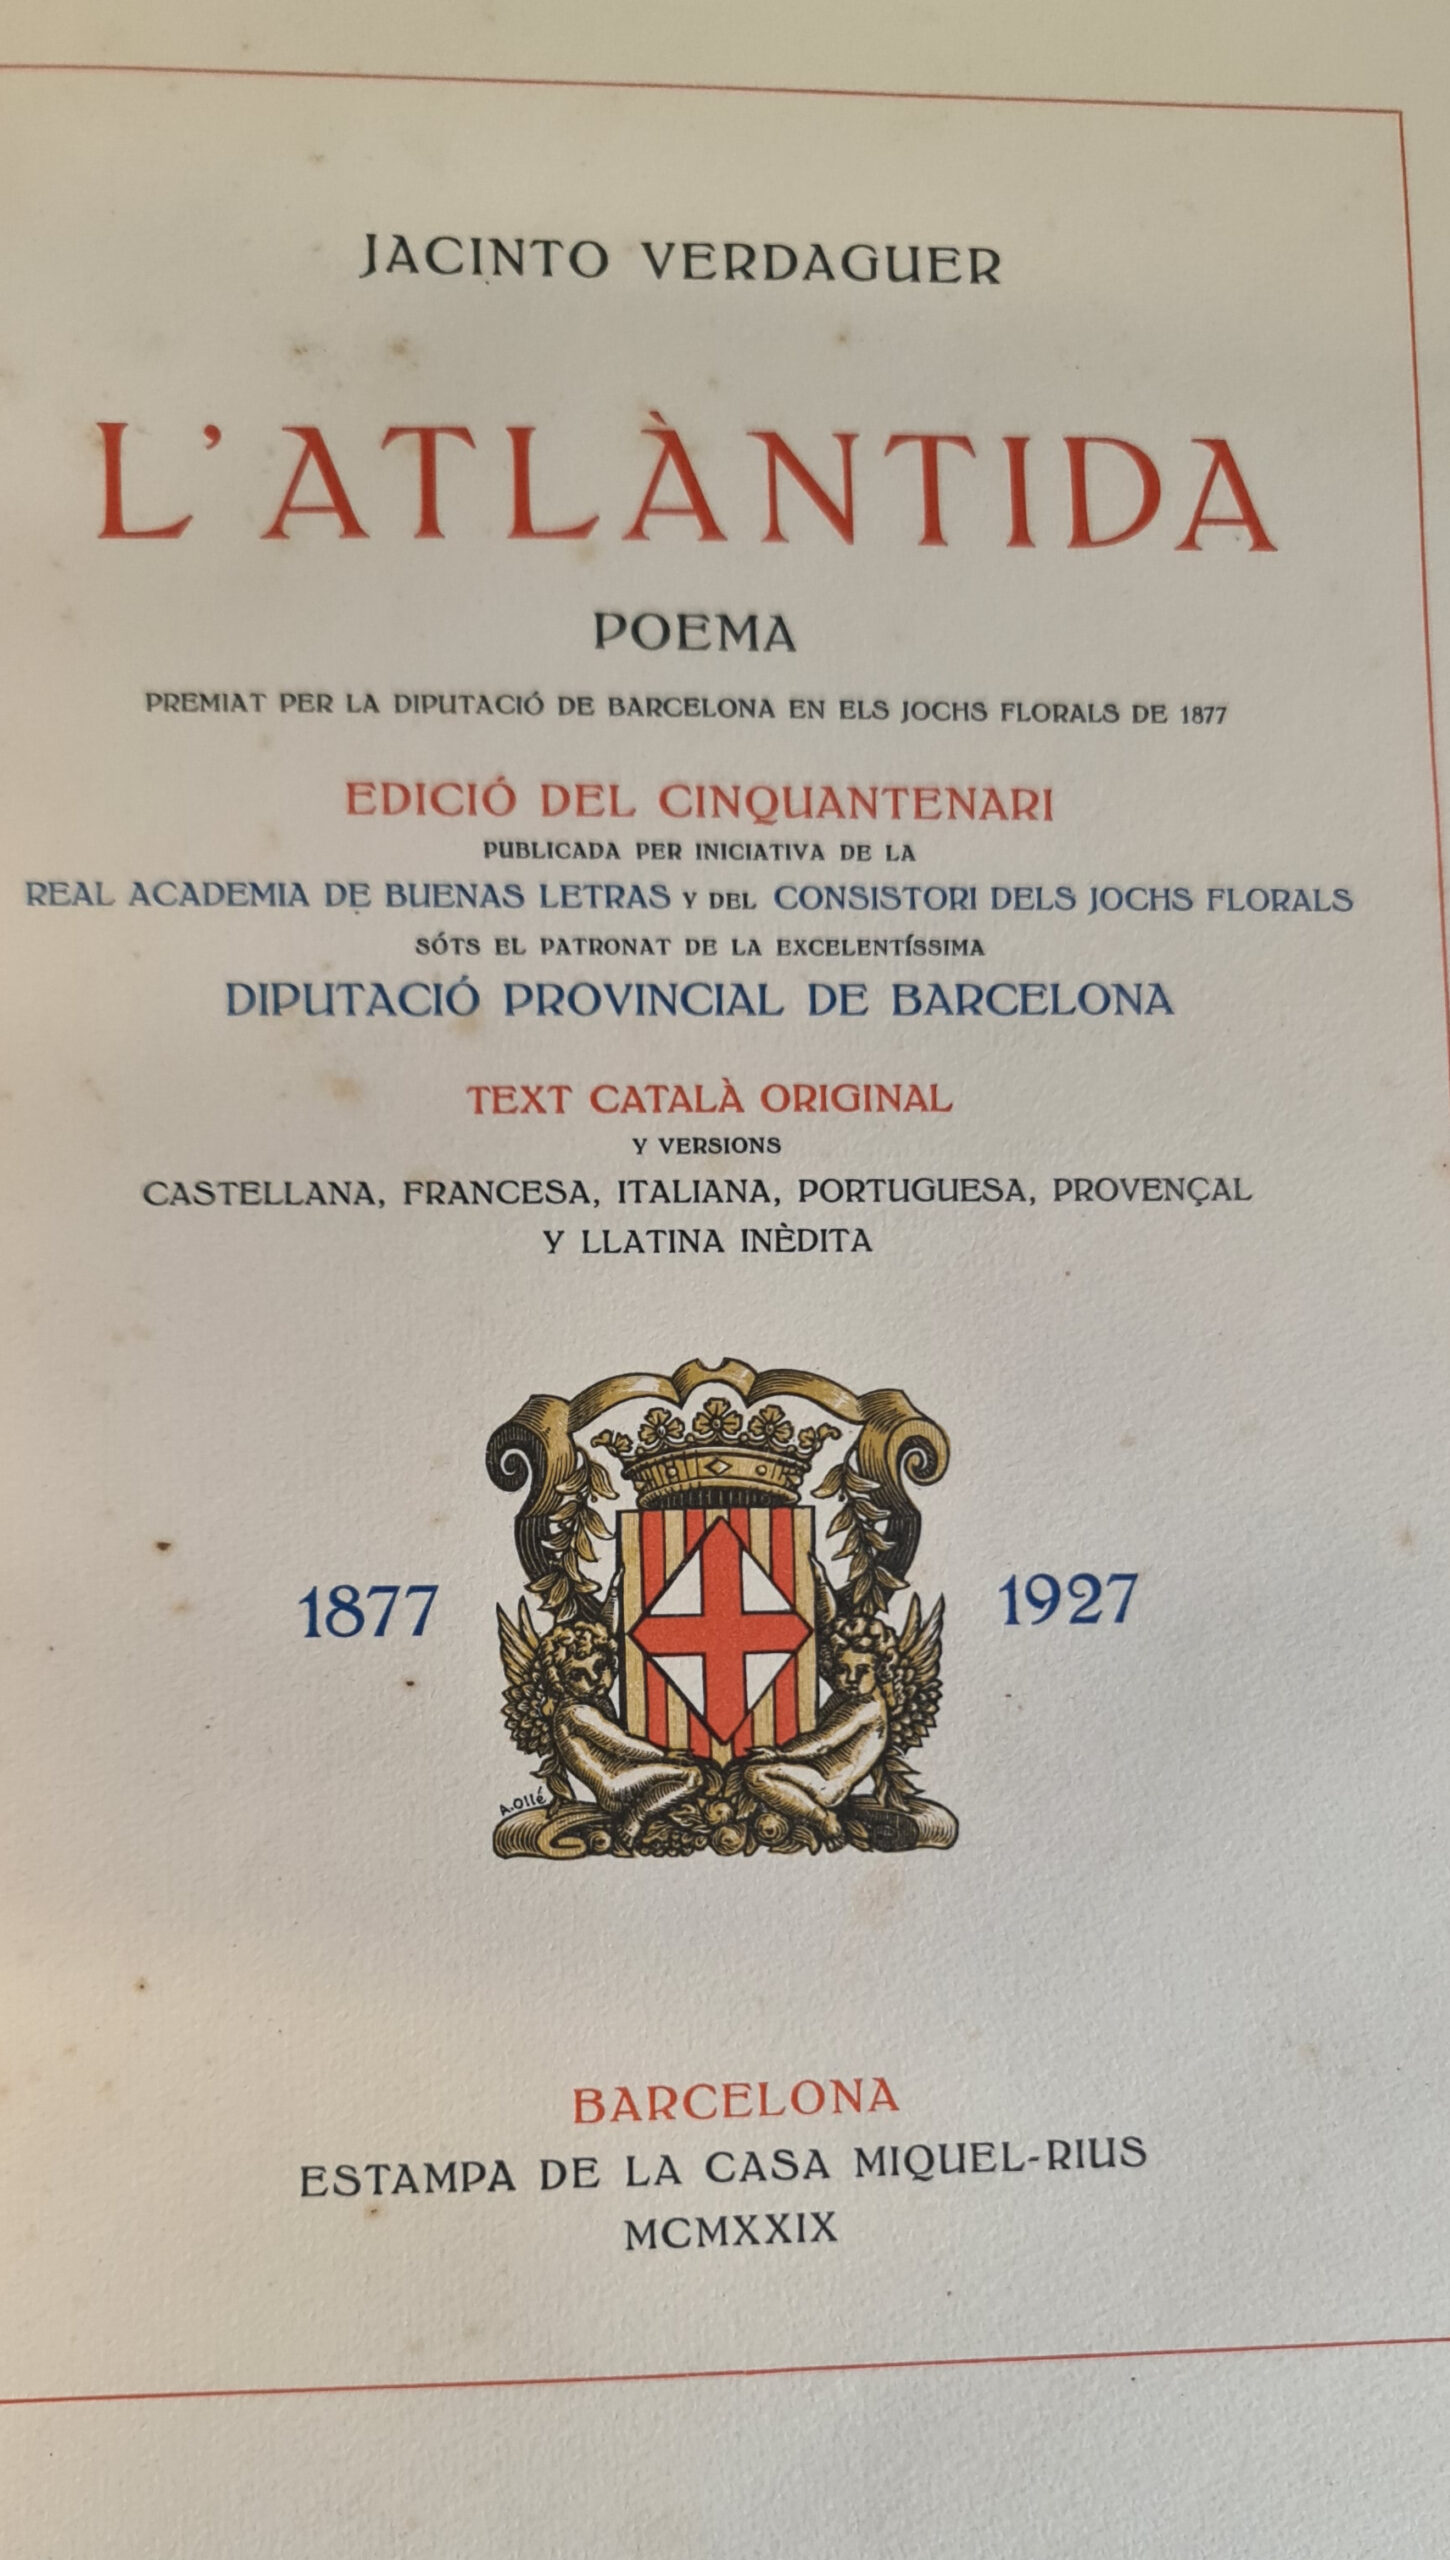 JACINTO VERDAGUER
L'ATLÀNTIDA
POEMA
PREMIAT PER LA DIPUTACIÓ DE BARCELONA EN ELS JOCHS FLORALS DE 1877
EDICIÓ DEL CINQUANTENARI
PUBLICADA PER INICIATIVA DE LA
REAL ACADEMIA DE BUENAS LETRAS Y DEL CONSISTORI DELS JOCHS FLORALS
SÓTS EL PATRONAT DE LA EXCELENTÍSSIMA
DIPUTACIÓ PROVINCIAL DE BARCELONA
TEXT CATALÀ ORIGINAL
Y VERSIONS
CASTELLANA, FRANCESA, ITALIANA, PORTUGUESA, PROVENÇAL
Y LLATINA INÈDITA
1877 1927
A. Ollé
BARCELONA
ESTAMPA DE LA CASA MIQUEL-RIUS
MCMXXIX